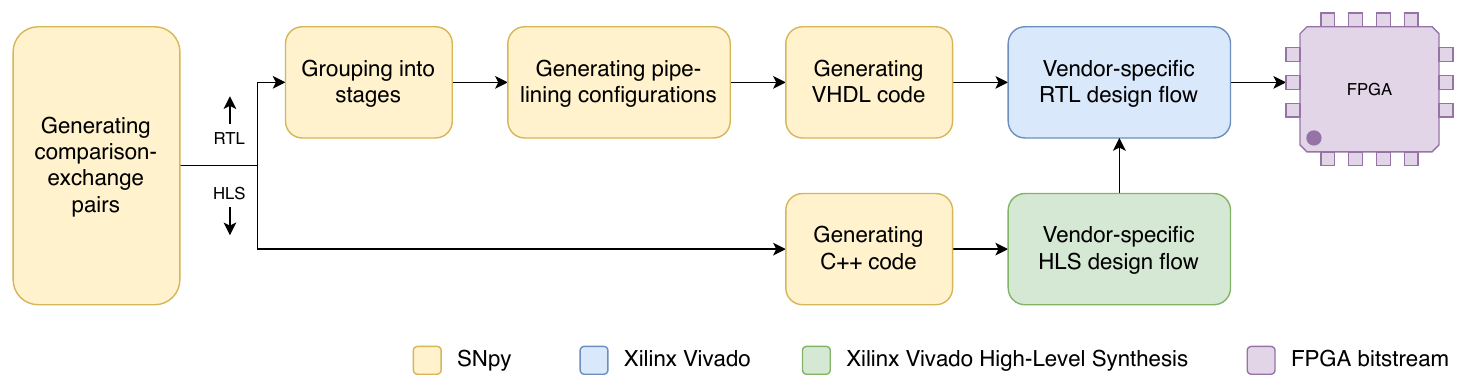 Generating
comparison-
exchange
pairs
RTL
HLS
Grouping into
stages
Generating pipe-
lining configurations
Generating
VHDL code
Vendor-specific
RTL design flow
FPGA
Generating
C++ code
Vendor-specific
HLS design flow
SNpy
Xilinx Vivado
Xilinx Vivado High-Level Synthesis
FPGA bitstream